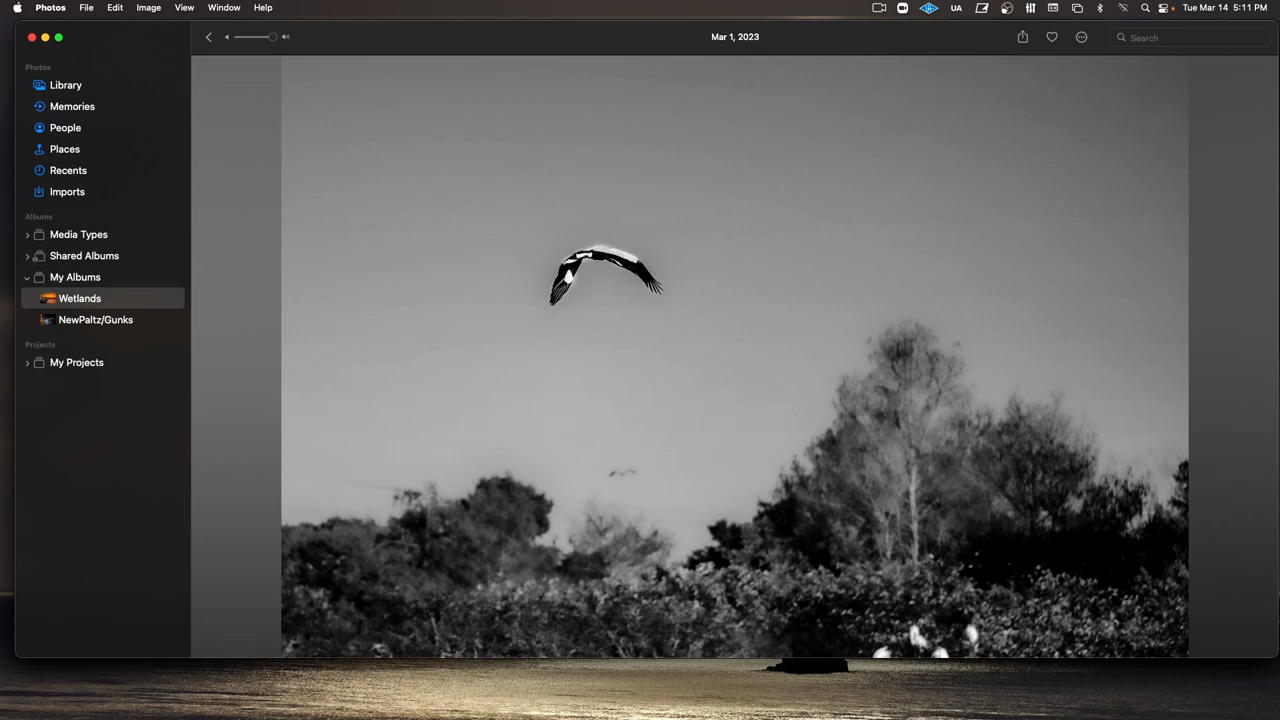 Photos File Edit Image View Window Help UA Tue Mar 14 5:11 PM
Mar 1, 2023
Search
Photos
Library
Memories
People
Places
Recents
Imports
Albums
Media Types
Shared Albums
My Albums
Wetlands
NewPaltz/Gunks
Projects
My Projects